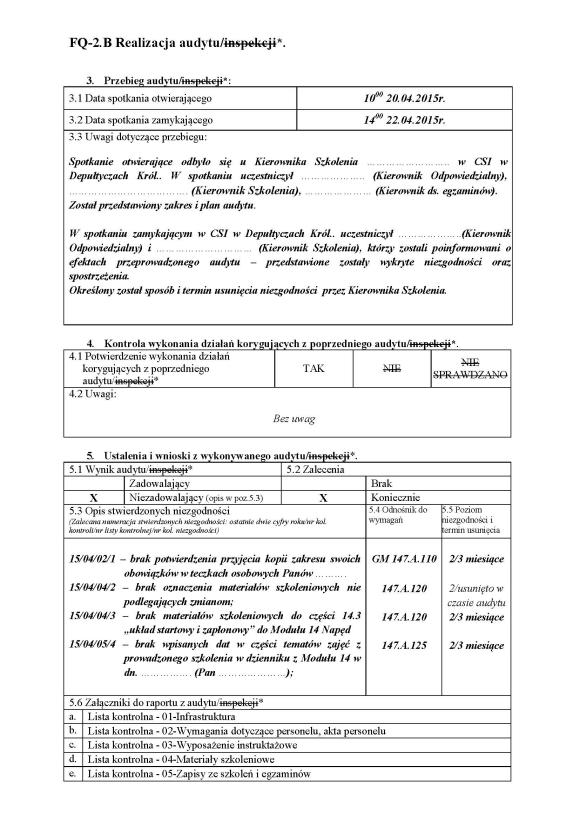 FQ-2.B Realizacja audytu/inspekcji*.
3. Przebieg audytu/inspekcji*:
3.1 Data spotkania otwierającego
10⁰⁰ 20.04.2015r.
3.2 Data spotkania zamykającego
14⁰⁰ 22.04.2015r.
3.3 Uwagi dotyczące przebiegu:
Spotkanie otwierające odbyło się u Kierownika Szkolenia …………………….. w CSI w
Depułtyczach Król.. W spotkaniu uczestniczył ……………….. (Kierownik Odpowiedzialny),
………………………………. (Kierownik Szkolenia), ………………… (Kierownik ds. egzaminów).
Został przedstawiony zakres i plan audytu.
W spotkaniu zamykającym w CSI w Depułtyczach Król.. uczestniczył ………………..(Kierownik
Odpowiedzialny) i ………………………… (Kierownik Szkolenia), którzy zostali poinformowani o
efektach przeprowadzonego audytu – przedstawione zostały wykryte niezgodności oraz
spostrzeżenia.
Określony został sposób i termin usunięcia niezgodności przez Kierownika Szkolenia.
4. Kontrola wykonania działań korygujących z poprzedniego audytu/inspekcji*.
4.1 Potwierdzenie wykonania działań
korygujących z poprzedniego
audytu/inspekcji*
TAK
NIE
NIE
SPRAWDZANO
4.2 Uwagi:
Bez uwag
5. Ustalenia i wnioski z wykonywanego audytu/inspekcji*.
5.1 Wynik audytu/inspekcji*
5.2 Zalecenia
Zadowalający
Brak
X
Niezadowalający (opis w poz.5.3)
X
Koniecznie
5.3 Opis stwierdzonych niezgodności
(Zalecana numeracja stwierdzonych niezgodności: ostatnie dwie cyfry roku/nr kol.
kontroli/nr listy kontrolnej/nr kol. niezgodności)
5.4 Odnośnik do
wymagań
5.5 Poziom
niezgodności i
termin usunięcia
15/04/02/1 – brak potwierdzenia przyjęcia kopii zakresu swoich
obowiązków w teczkach osobowych Panów ……….
GM 147.A.110
2/3 miesiące
15/04/04/2 – brak oznaczenia materiałów szkoleniowych nie
podlegających zmianom;
147.A.120
2/usunięto w
czasie audytu
15/04/04/3 – brak materiałów szkoleniowych do części 14.3
„układ startowy i zapłonowy” do Modułu 14 Napęd
147.A.120
2/3 miesiące
15/04/05/4 – brak wpisanych dat w części tematów zajęć z
prowadzonego szkolenia w dzienniku z Modułu 14 w
dn. ……………. (Pan …………………);
147.A.125
2/3 miesiące
5.6 Załączniki do raportu z audytu/inspekcji*
a. Lista kontrolna - 01-Infrastruktura
b. Lista kontrolna - 02-Wymagania dotyczące personelu, akta personelu
c. Lista kontrolna - 03-Wyposażenie instruktażowe
d. Lista kontrolna - 04-Materiały szkoleniowe
e. Lista kontrolna - 05-Zapisy ze szkoleń i egzaminów